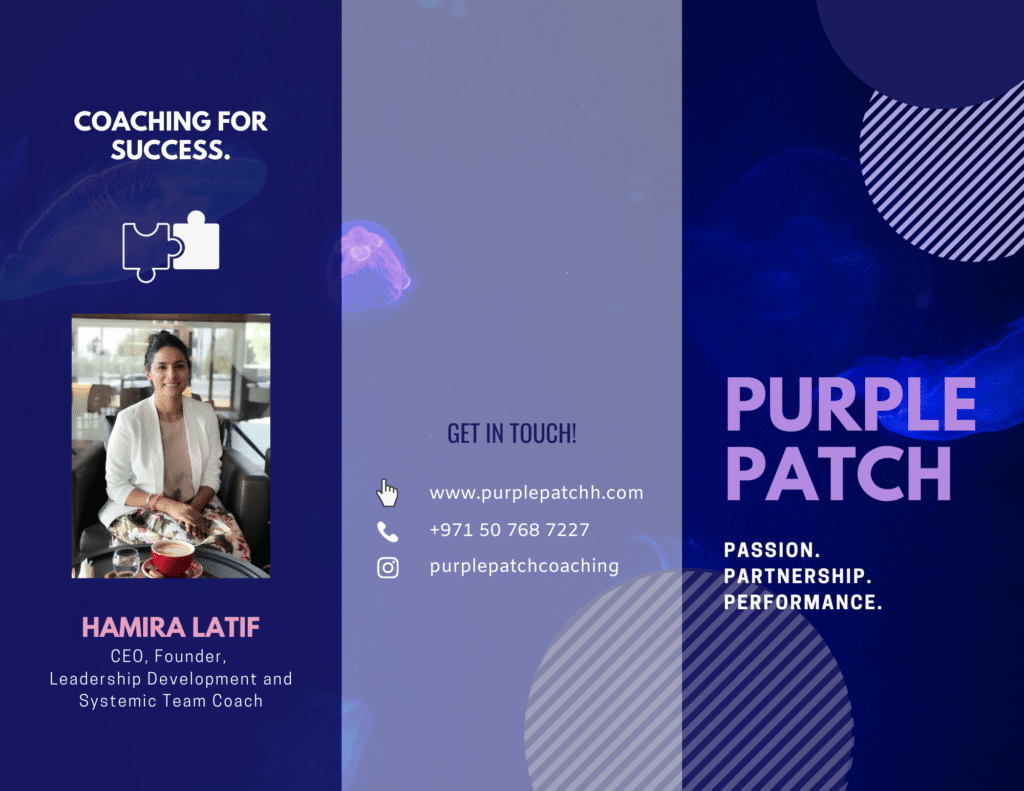 COACHING FOR
SUCCESS.
HAMIRA LATIF
CEO, Founder,
Leadership Development and
Systemic Team Coach
GET IN TOUCH!
www.purplepatchh.com
+971 50 768 7227
purplepatchcoaching
PURPLE
PATCH
PASSION.
PARTNERSHIP.
PERFORMANCE.